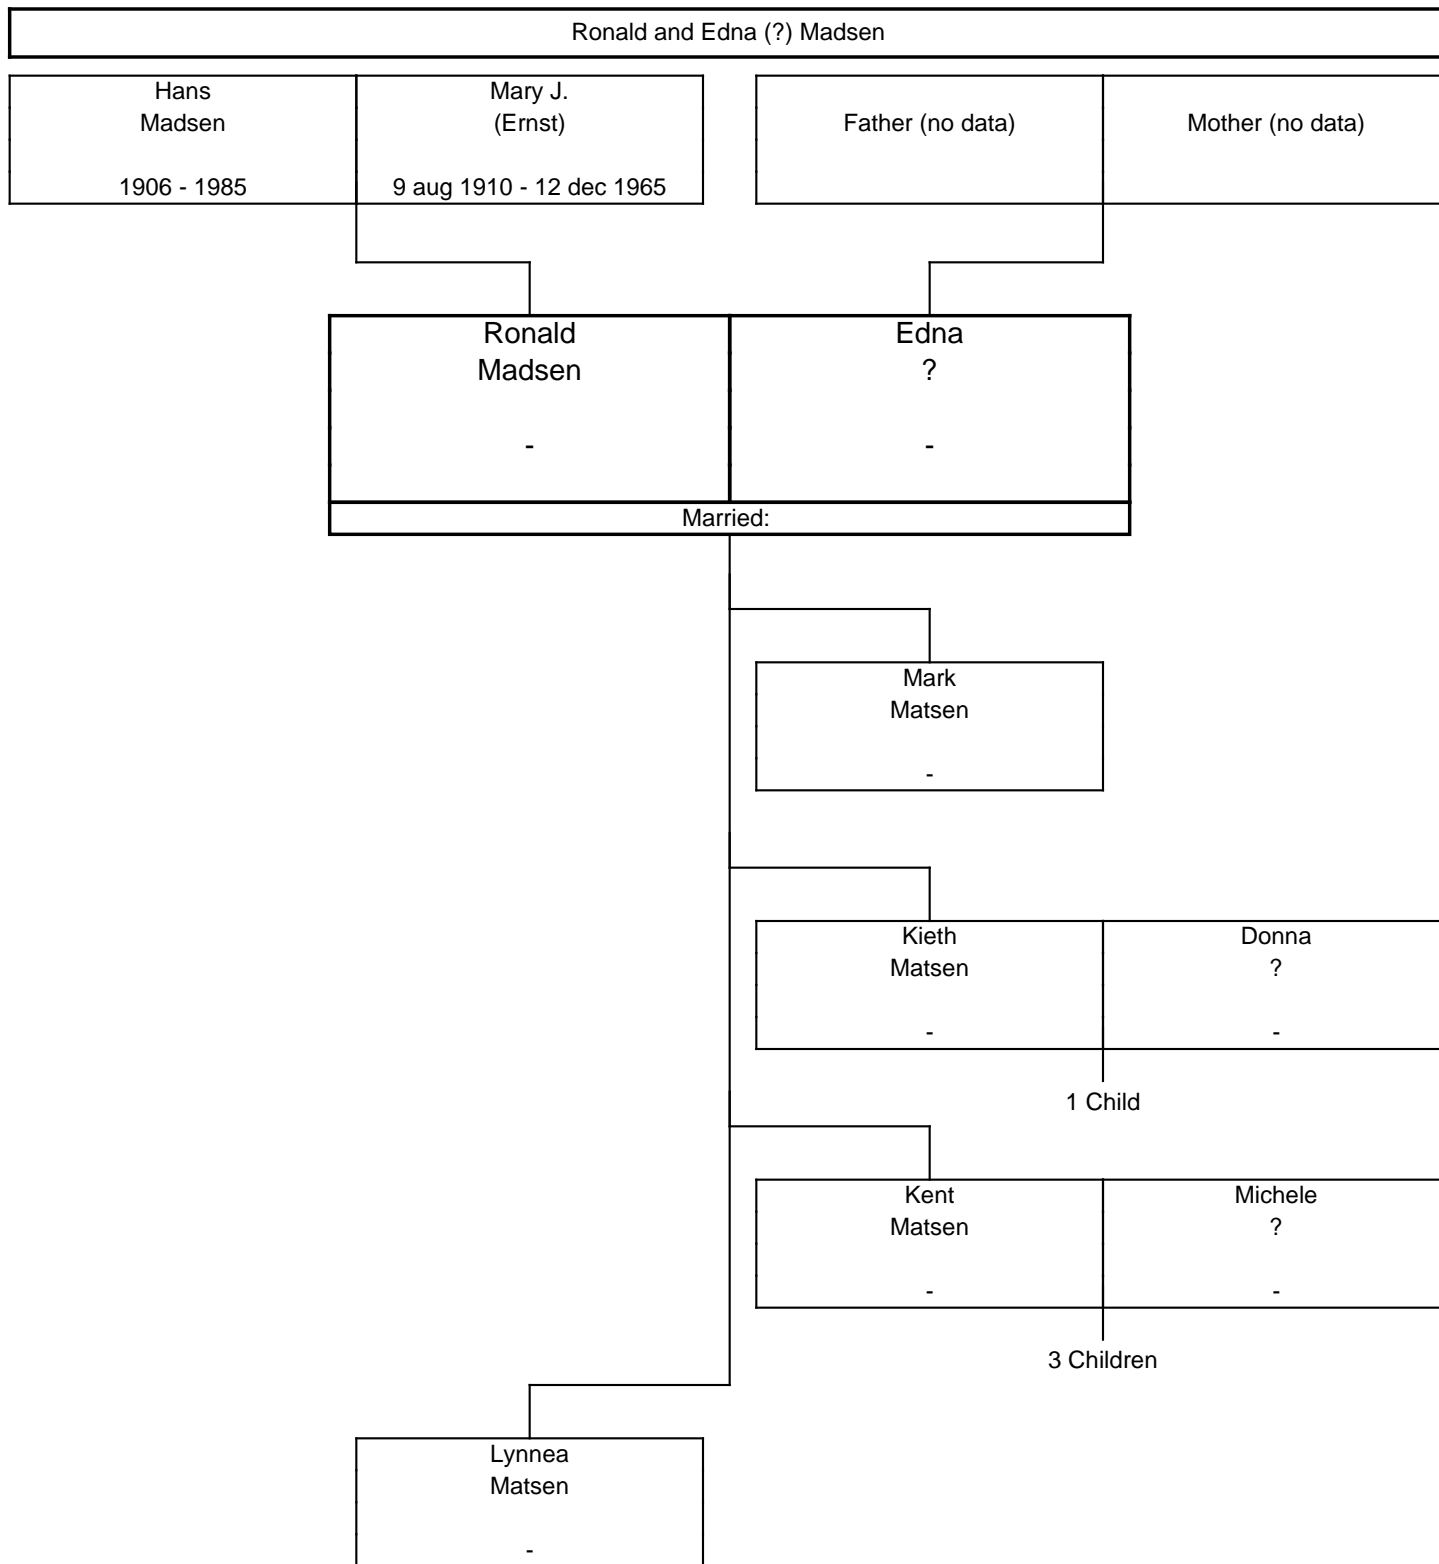 Ronald and Edna (?) Madsen
Hans
Madsen
1906 - 1985
Mary J.
(Ernst)
9 aug 1910 - 12 dec 1965
Father (no data)
Mother (no data)
Ronald
Madsen
-
Edna
?
-
Married:
Mark
Matsen
-
Kieth
Matsen
-
Donna
?
-
1 Child
Kent
Matsen
-
Michele
?
-
3 Children
Lynnea
Matsen
-